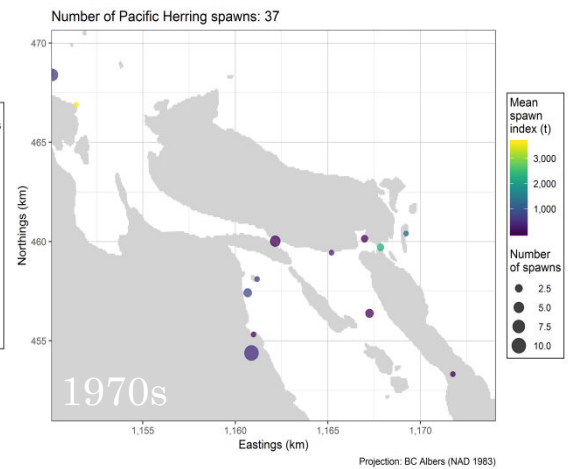 Number of Pacific Herring spawns: 37
470
465
460
455
Northings (km)
1970s
1,155
1,160
1,165
1,170
Eastings (km)
Projection: BC Albers (NAD 1983)
Mean
spawn
index (t)
3,000
2,000
1,000
Number
of spawns
2.5
5.0
7.5
10.0